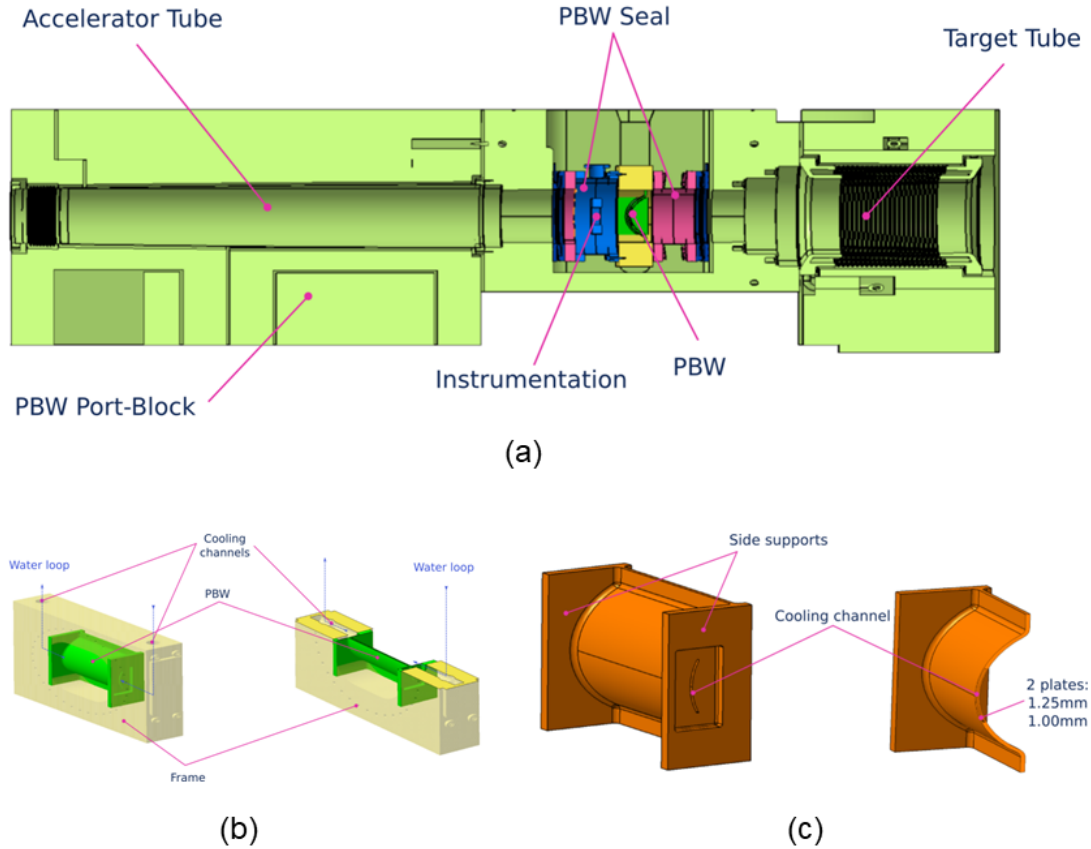 Accelerator Tube
PBW Seal
Target Tube
Instrumentation
PBW
PBW Port-Block
(a)
Cooling
channels
Water loop
PBW
Water loop
Frame
(b)
Side supports
Cooling channel
2 plates:
1.25mm
1.00mm
(c)